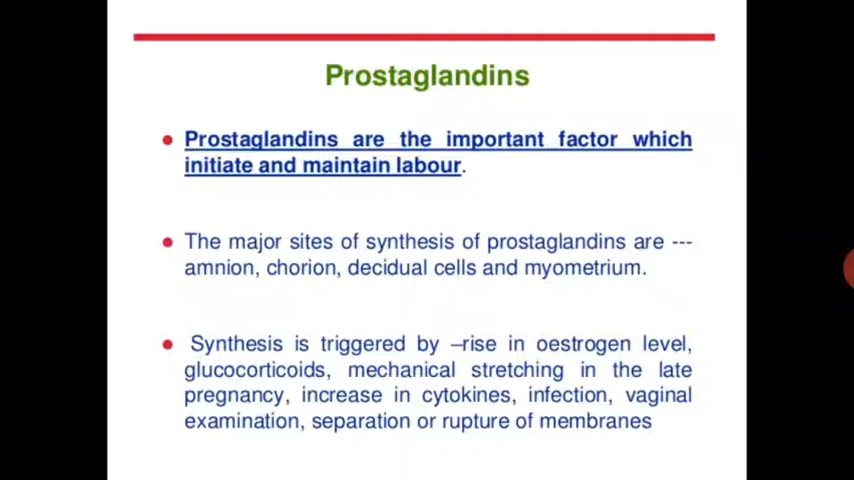 Prostaglandins
Prostaglandins are the important factor which
initiate and maintain labour.
The major sites of synthesis of prostaglandins are ---
amnion, chorion, decidual cells and myometrium.
Synthesis is triggered by –rise in oestrogen level,
glucocorticoids, mechanical stretching in the late
pregnancy, increase in cytokines, infection, vaginal
examination, separation or rupture of membranes